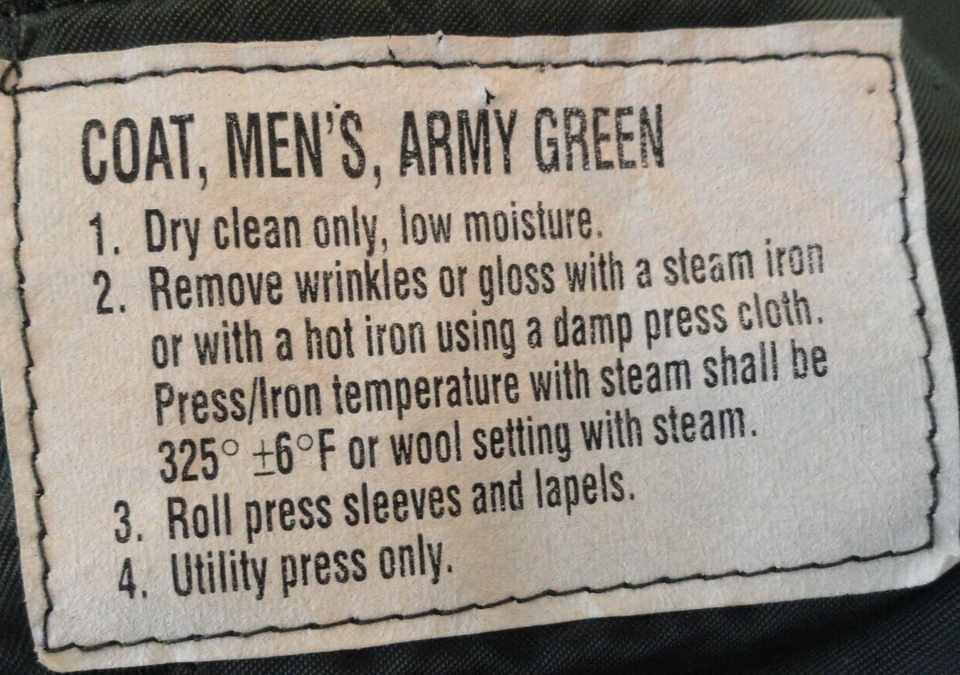 COAT, MEN'S, ARMY GREEN
1. Dry clean only, low moisture.
2. Remove wrinkles or gloss with a steam iron
or with a hot iron using a damp press cloth.
Press/Iron temperature with steam shall be
325° ±6°F or wool setting with steam.
3. Roll press sleeves and lapels.
4. Utility press only.